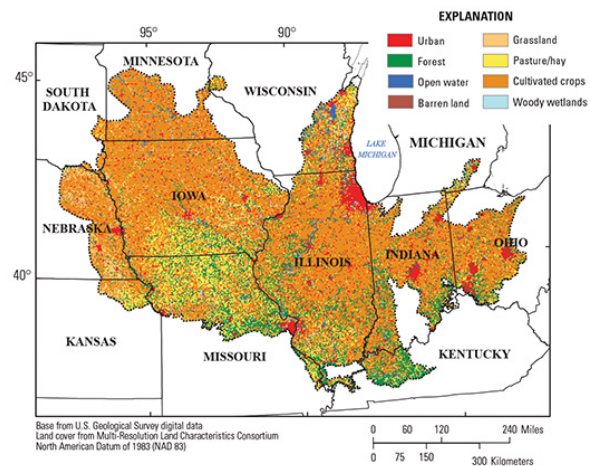 EXPLANATION
Urban
Forest
Open water
Barren land
Grassland
Pasture/hay
Cultivated crops
Woody wetlands
95°
90°
45°
40°
MINNESOTA
SOUTH
DAKOTA
WISCONSIN
LAKE
MICHIGAN
MICHIGAN
IOWA
NEBRASKA
ILLINOIS
INDIANA
OHIO
KANSAS
MISSOURI
KENTUCKY
Base from U.S. Geological Survey digital data
Land cover from Multi-Resolution Land Characteristics Consortium
North American Datum of 1983 (NAD 83)
0 60 120 240 Miles
0 75 150 300 Kilometers